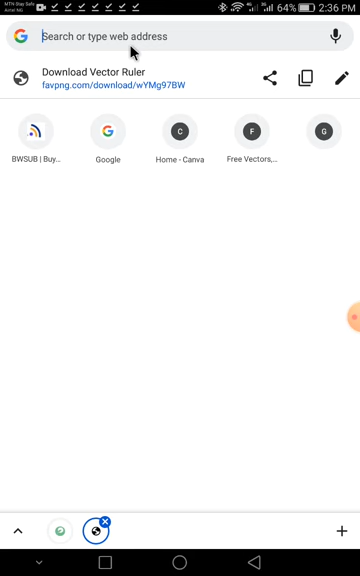 MTN-Stay Safe
Airtel NG
64% 2:36 PM
Search or type web address
Download Vector Ruler
favpng.com/download/wYMg97BW
BWSUB | Buy...
Google
Home - Canva
Free Vectors,...
C
F
G